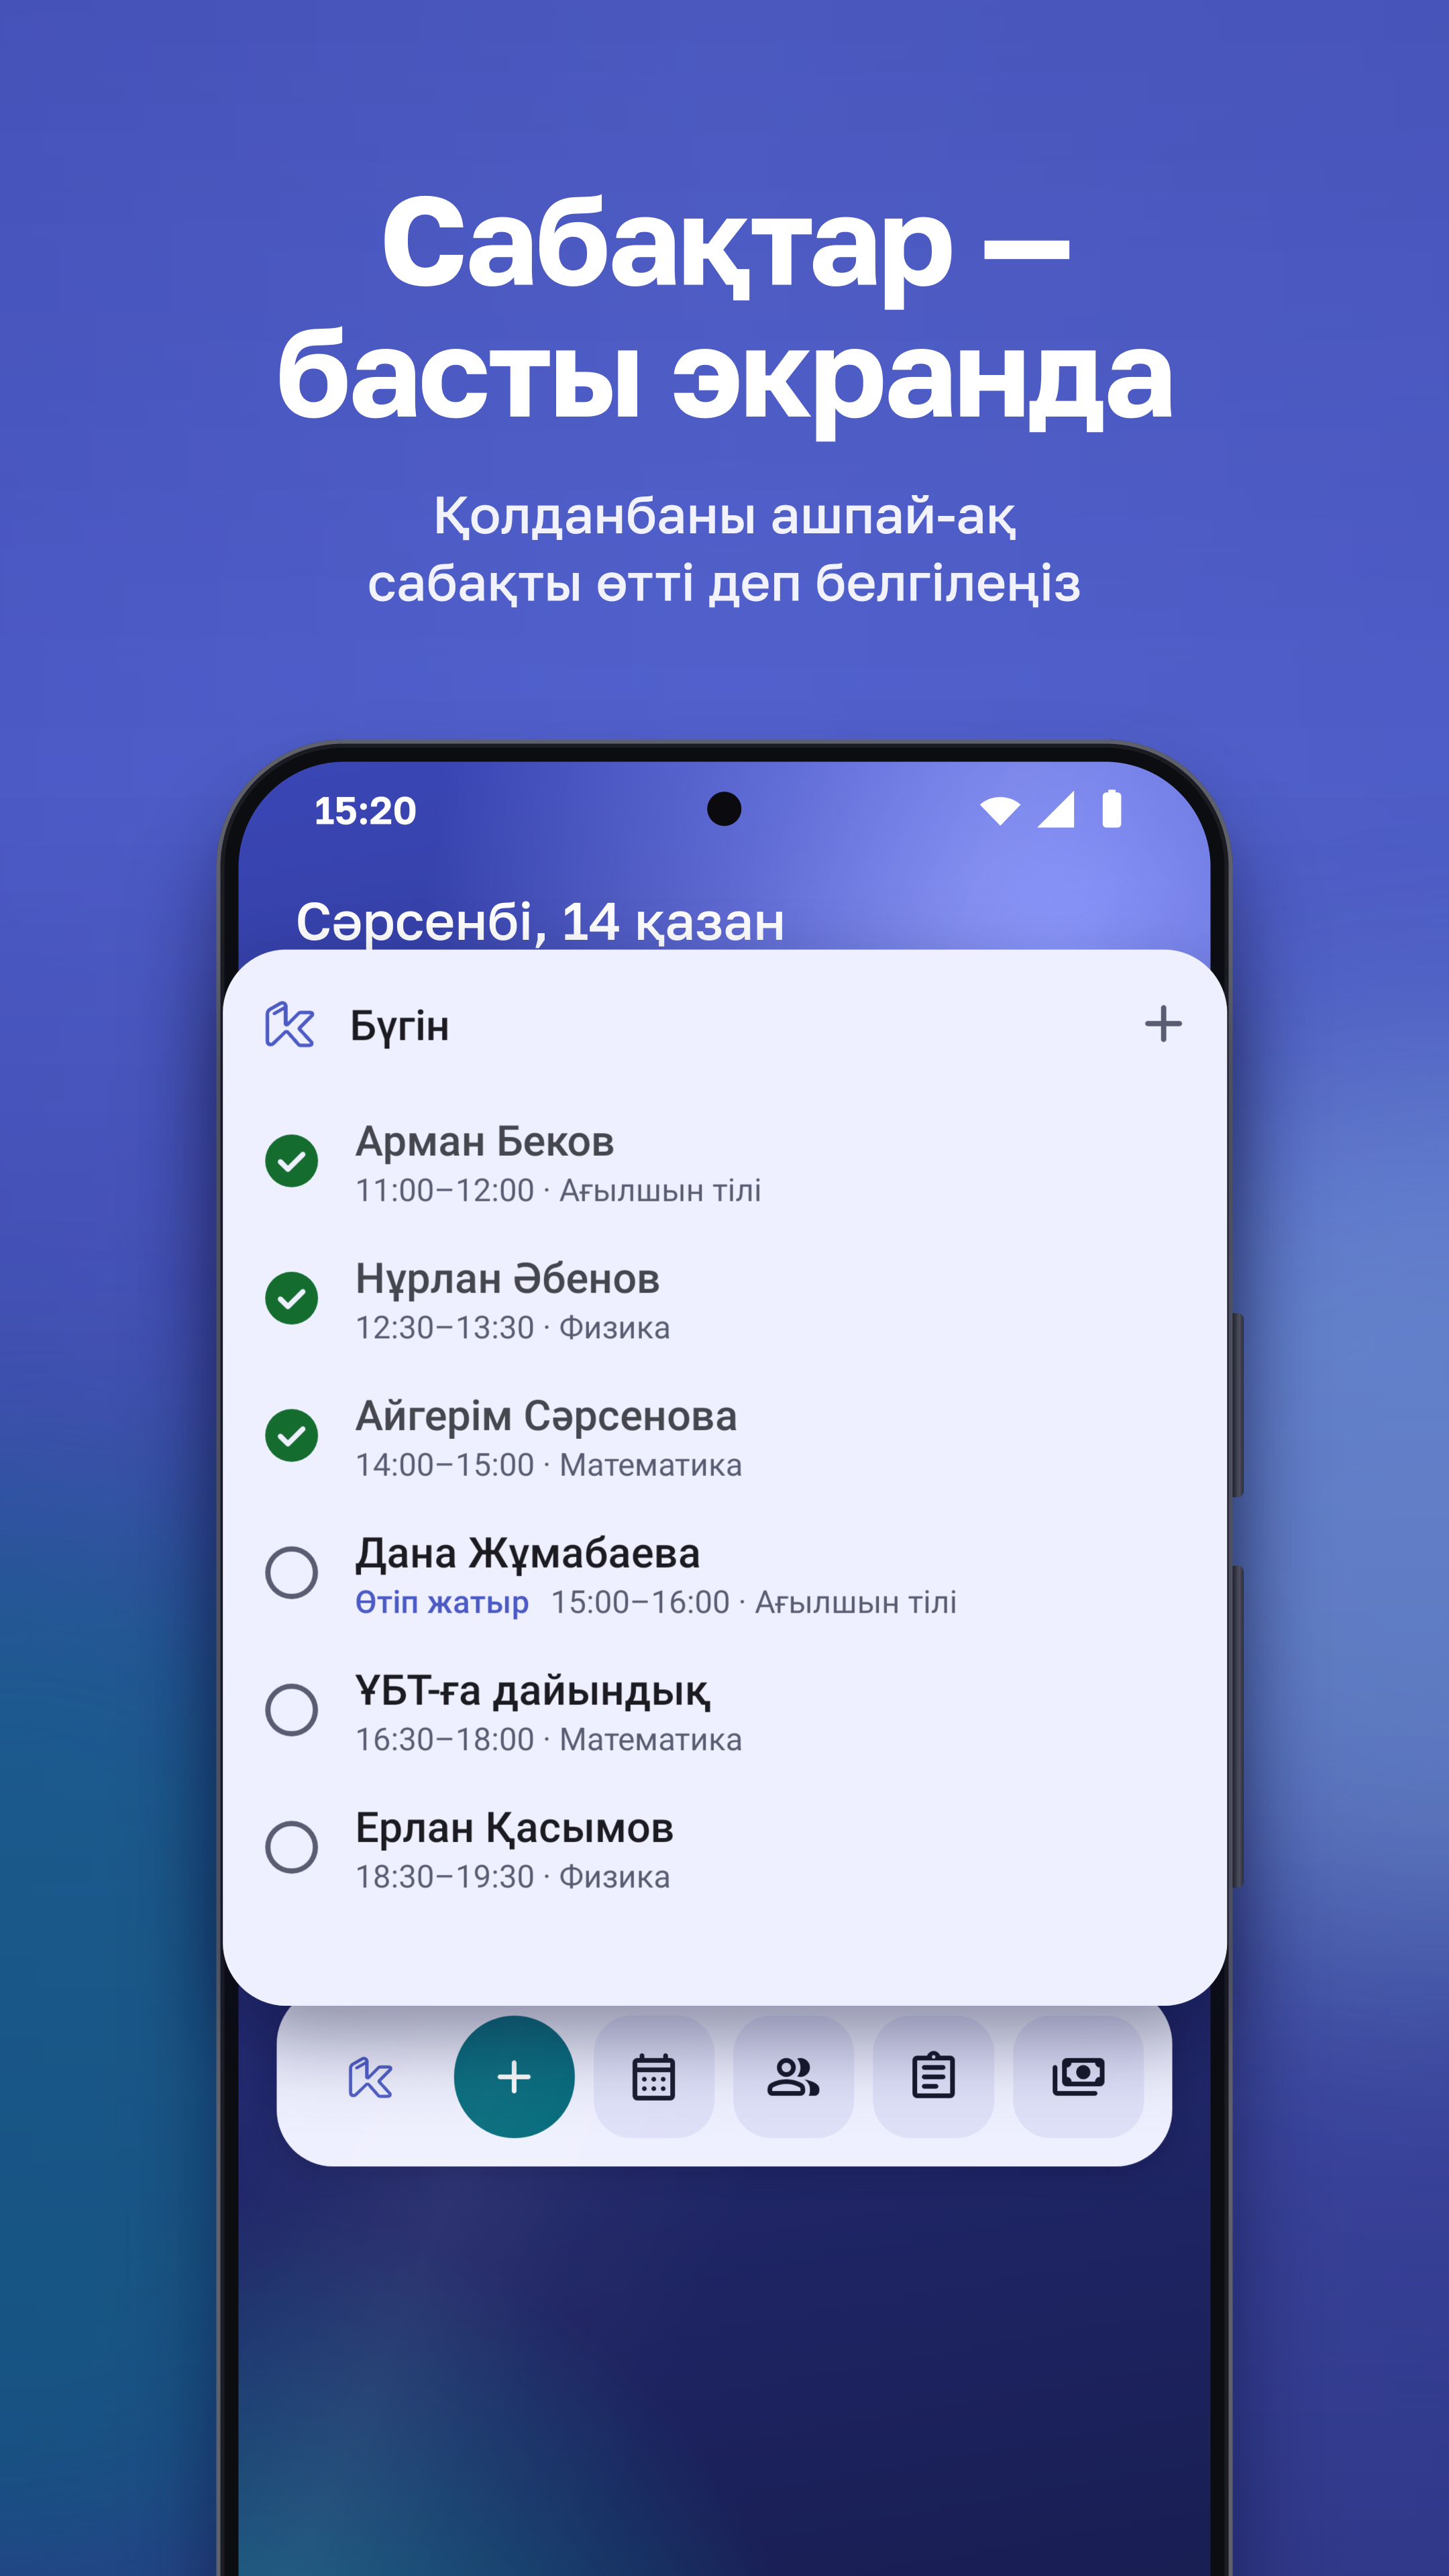 Сабақтар –
басты экранда
Қолданбаны ашпай-ақ
сабақты өтті деп белгілеңіз
15:20
Сәрсенбі, 14 қазан
Бүгін
Арман Беков
11:00–12:00 · Ағылшын тілі
Нұрлан Әбенов
12:30–13:30 · Физика
Айгерім Сәрсенова
14:00–15:00 · Математика
Дана Жұмабаева
Өтіп жатыр 15:00–16:00 · Ағылшын тілі
ҰБТ-ға дайындық
16:30–18:00 · Математика
Ерлан Қасымов
18:30–19:30 · Физика